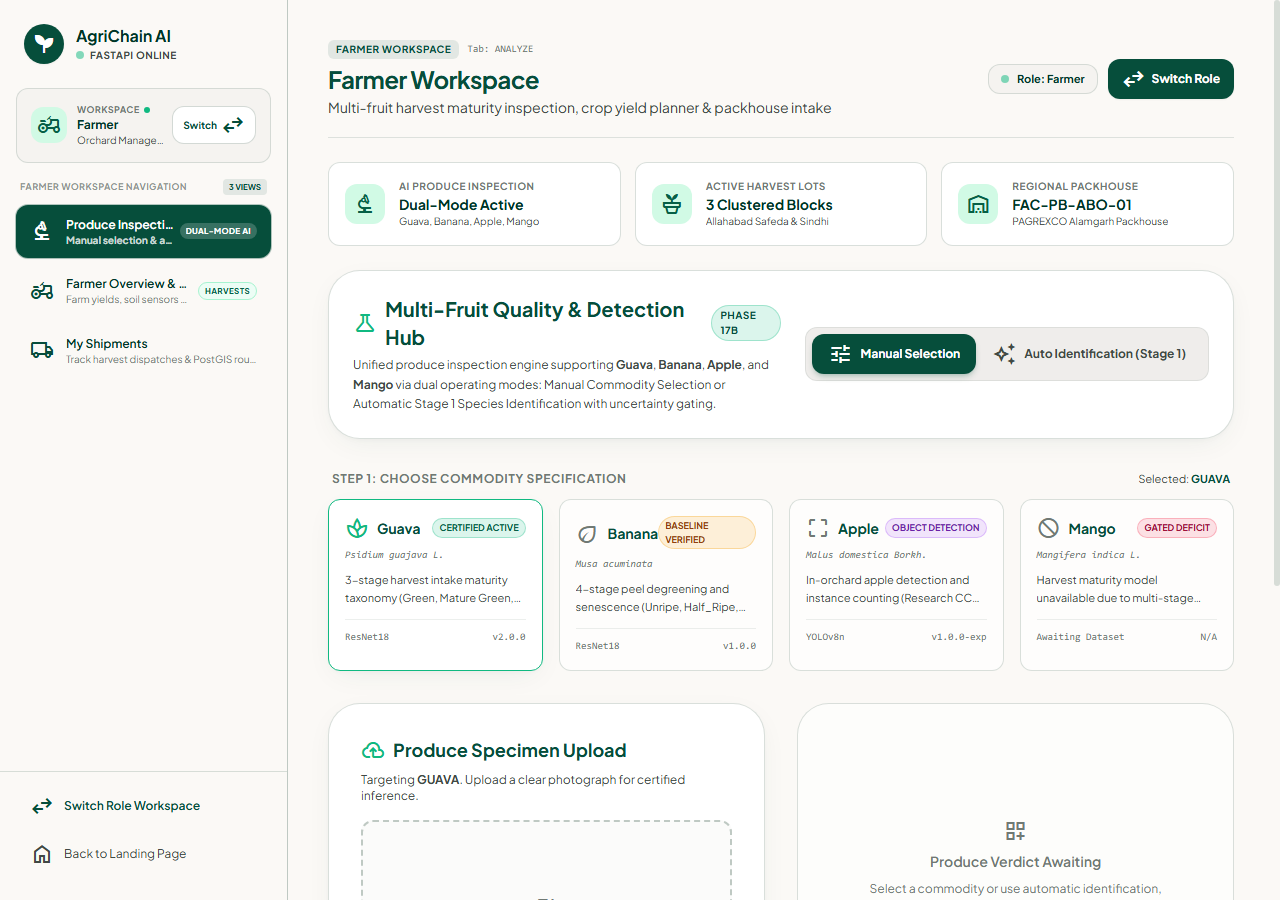 AgriChain AI
FASTAPI ONLINE
WORKSPACE
Farmer
Orchard Manage...
Switch
FARMER WORKSPACE NAVIGATION
3 VIEWS
Produce Inspecti...
Manual selection & a...
DUAL-MODE AI
Farmer Overview & ...
Farm yields, soil sensors ...
HARVESTS
My Shipments
Track harvest dispatches & PostGIS rou...
Switch Role Workspace
Back to Landing Page
FARMER WORKSPACE
Tab: ANALYZE
Farmer Workspace
Multi-fruit harvest maturity inspection, crop yield planner & packhouse intake
Role: Farmer
Switch Role
AI PRODUCE INSPECTION
Dual-Mode Active
Guava, Banana, Apple, Mango
ACTIVE HARVEST LOTS
3 Clustered Blocks
Allahabad Safeda & Sindhi
REGIONAL PACKHOUSE
FAC-PB-ABO-01
PAGREXCO Alamgarh Packhouse
Multi-Fruit Quality & Detection
Hub
PHASE
17B
Unified produce inspection engine supporting Guava, Banana, Apple, and
Mango via dual operating modes: Manual Commodity Selection or
Automatic Stage 1 Species Identification with uncertainty gating.
Manual Selection
Auto Identification (Stage 1)
STEP 1: CHOOSE COMMODITY SPECIFICATION
Selected: GUAVA
Guava
CERTIFIED ACTIVE
Psidium guajava L.
3-stage harvest intake maturity
taxonomy (Green, Mature Green,...
ResNet18
v2.0.0
Banana
BASELINE
VERIFIED
Musa acuminata
4-stage peel degreening and
senescence (Unripe, Half_Ripe,...
ResNet18
v1.0.0
Apple
OBJECT DETECTION
Malus domestica Borkh.
In-orchard apple detection and
instance counting (Research CC...
YOLOv8n
v1.0.0-exp
Mango
GATED DEFICIT
Mangifera indica L.
Harvest maturity model
unavailable due to multi-stage...
Awaiting Dataset
N/A
Produce Specimen Upload
Targeting GUAVA. Upload a clear photograph for certified
inference.
Produce Verdict Awaiting
Select a commodity or use automatic identification,